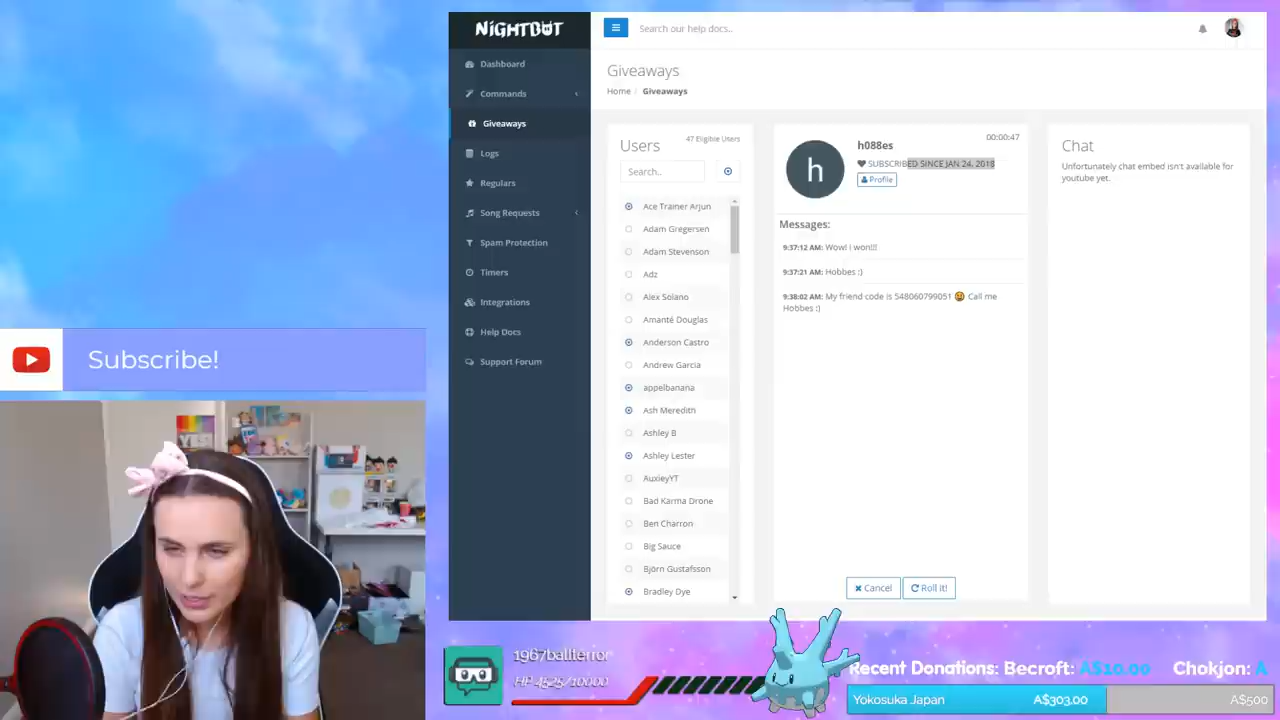 NIGHTBOT
Search our help docs..
Dashboard
Commands
Giveaways
Logs
Regulars
Song Requests
Spam Protection
Timers
Integrations
Help Docs
Support Forum
Giveaways
Home / Giveaways
Users
47 Eligible Users
Search..
Ace Trainer Arjun
Adam Gregersen
Adam Stevenson
Adz
Alex Solano
Amanté Douglas
Anderson Castro
Andrew Garcia
appelbanana
Ash Meredith
Ashley B
Ashley Lester
AuxieyYT
Bad Karma Drone
Ben Charron
Big Sauce
Björn Gustafsson
Bradley Dye
h
h088es
00:00:47
SUBSCRIBED SINCE JAN 24, 2018
Profile
Messages:
9:37:12 AM: Wow! i won!!!
9:37:21 AM: Hobbes :)
9:38:02 AM: My friend code is 548060799051 😀 Call me
Hobbes :)
Cancel
Roll it!
Chat
Unfortunately chat embed isn't available for
youtube yet.
Subscribe!
1967ballterror
HP 4525/10000
Recent Donations: Becroft: A$10.00 Chokjon: A
Yokosuka Japan A$303.00 A$500